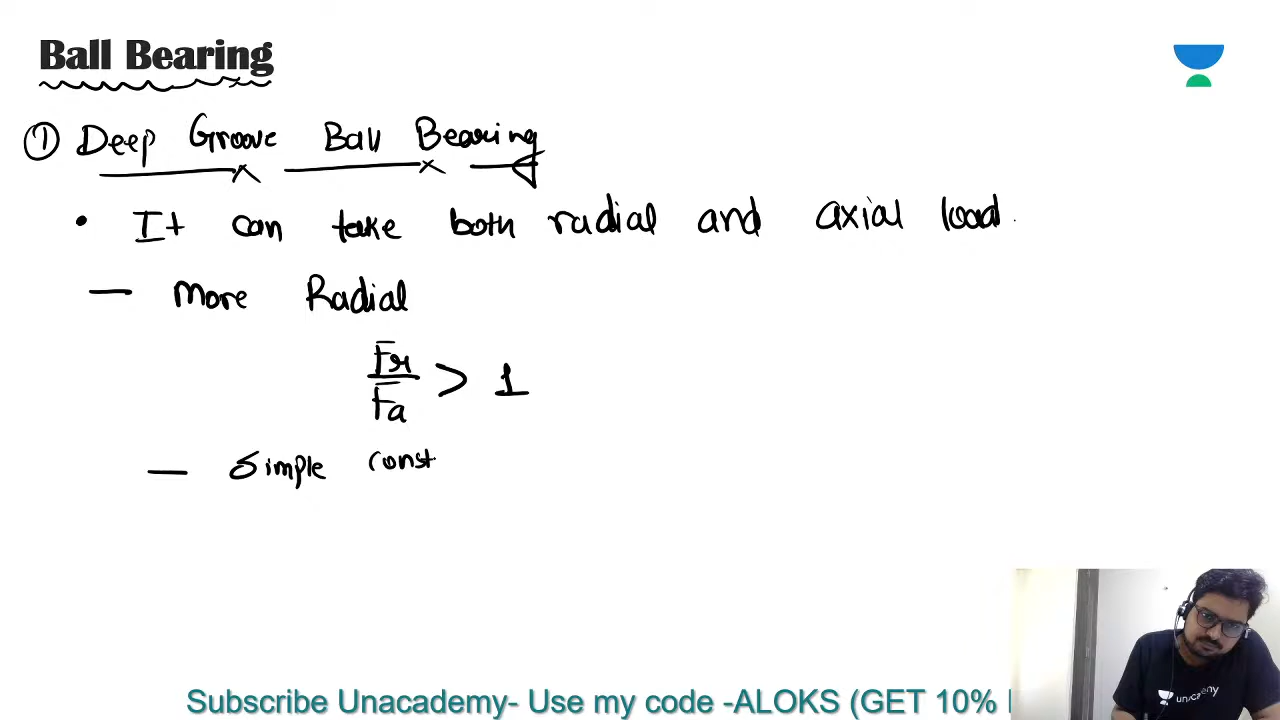 Ball Bearing
① Deep Groove Ball Bearing
• It can take both radial and axial load.
— More Radial
Fr/Fa > 1
— Simple const
unacademy
Subscribe Unacademy- Use my code -ALOKS (GET 10%